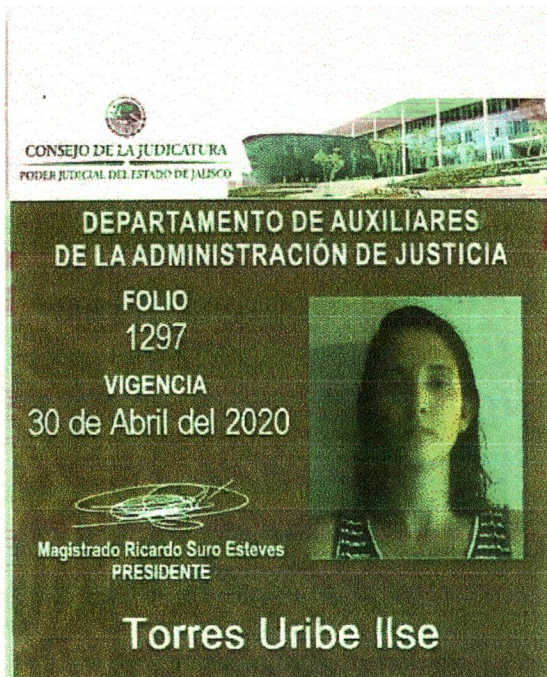 CONSEJO DE LA JUDICATURA
PODER JUDICIAL DEL ESTADO DE JALISCO
DEPARTAMENTO DE AUXILIARES
DE LA ADMINISTRACIÓN DE JUSTICIA
FOLIO
1297
VIGENCIA
30 de Abril del 2020
Magistrado Ricardo Suro Esteves
PRESIDENTE
Torres Uribe Ilse